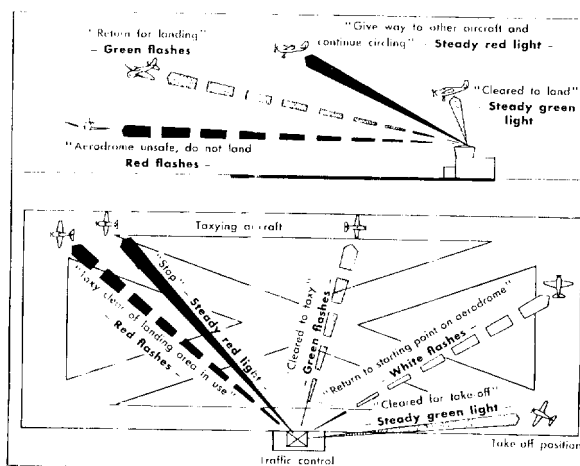 "Return for landing"
– Green flashes
"Give way to other aircraft and
continue circling" – Steady red light –
"Cleared to land"
– Steady green
light
"Aerodrome unsafe, do not land
Red flashes –
Taxying aircraft
"Stop" – Steady red light –
"Taxy clear of landing area in use"
– Red flashes –
"Cleared to taxy"
Green flashes
"Return to starting point on aerodrome"
White flashes –
"Cleared for take-off"
Steady green light
Take off position
Traffic control